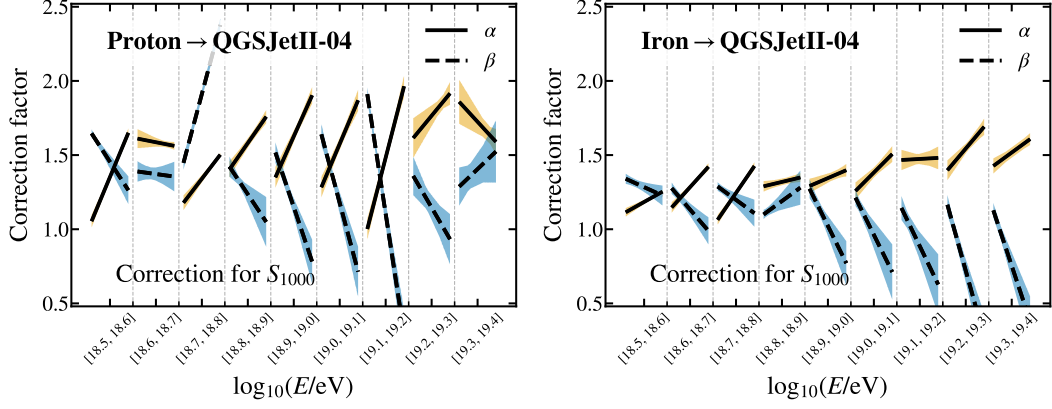 Correction factor
2.5
2.0
1.5
1.0
0.5
Proton → QGSJetII-04
α
β
Correction for S1000
[18.5, 18.6]
[18.6, 18.7]
[18.7, 18.8]
[18.8, 18.9]
[18.9, 19.0]
[19.0, 19.1]
[19.1, 19.2]
[19.2, 19.3]
[19.3, 19.4]
log10(E/eV)
Correction factor
2.5
2.0
1.5
1.0
0.5
Iron → QGSJetII-04
α
β
Correction for S1000
[18.5, 18.6]
[18.6, 18.7]
[18.7, 18.8]
[18.8, 18.9]
[18.9, 19.0]
[19.0, 19.1]
[19.1, 19.2]
[19.2, 19.3]
[19.3, 19.4]
log10(E/eV)